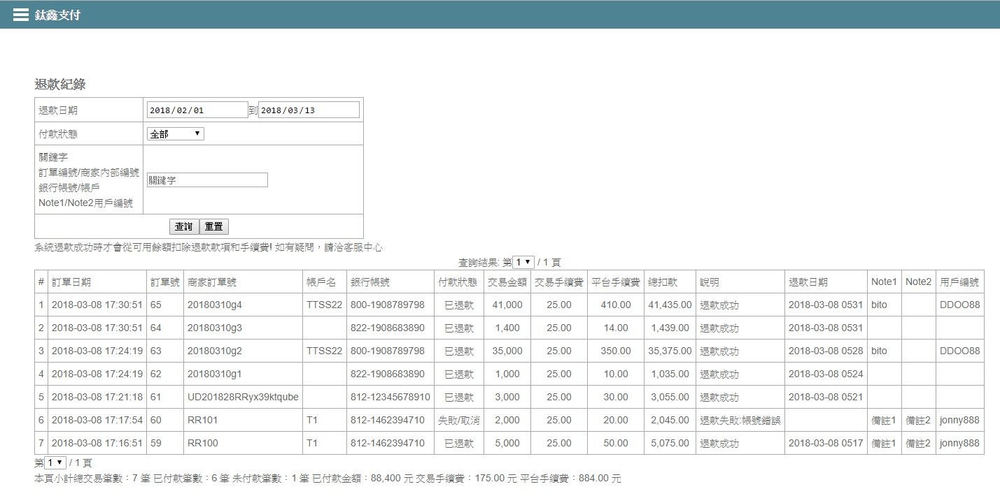 鈦鑫支付
退款紀錄
退款日期 2018/02/01 到 2018/03/13
付款狀態 全部
關鍵字
訂單編號/商家內部編號
銀行帳號/帳戶
Note1/Note2用戶編號
關鍵字
查詢 重置
系統退款成功時才會從可用餘額扣除退款款項和手續費! 如有疑問，請洽客服中心
查詢結果: 第 1 / 1 頁
# 訂單日期 訂單號 商家訂單號 帳戶名 銀行帳號 付款狀態 交易金額 交易手續費 平台手續費 總扣款 說明 退款日期 Note1 Note2 用戶編號
1 2018-03-08 17:30:51 65 20180310g4 TTSS22 800-1908789798 已退款 41,000 25.00 410.00 41,435.00 退款成功 2018-03-08 0531 bito DDOO88
2 2018-03-08 17:30:51 64 20180310g3 822-1908683890 已退款 1,400 25.00 14.00 1,439.00 退款成功 2018-03-08 0531
3 2018-03-08 17:24:19 63 20180310g2 TTSS22 800-1908789798 已退款 35,000 25.00 350.00 35,375.00 退款成功 2018-03-08 0528 bito DDOO88
4 2018-03-08 17:24:19 62 20180310g1 822-1908683890 已退款 1,000 25.00 10.00 1,035.00 退款成功 2018-03-08 0524
5 2018-03-08 17:21:18 61 UD201828RRyx39ktqube 812-12345678910 已退款 3,000 25.00 30.00 3,055.00 退款成功 2018-03-08 0521
6 2018-03-08 17:17:54 60 RR101 T1 812-1462394710 失敗/取消 2,000 25.00 20.00 2,045.00 退款失敗:帳號錯誤 備註1 備註2 jonny888
7 2018-03-08 17:16:51 59 RR100 T1 812-1462394710 已退款 5,000 25.00 50.00 5,075.00 退款成功 2018-03-08 0517 備註1 備註2 jonny888
第 1 / 1 頁
本頁小計總交易筆數：7 筆 已付款筆數：6 筆 未付款筆數：1 筆 已付款金額：88,400 元 交易手續費：175.00 元 平台手續費：884.00 元